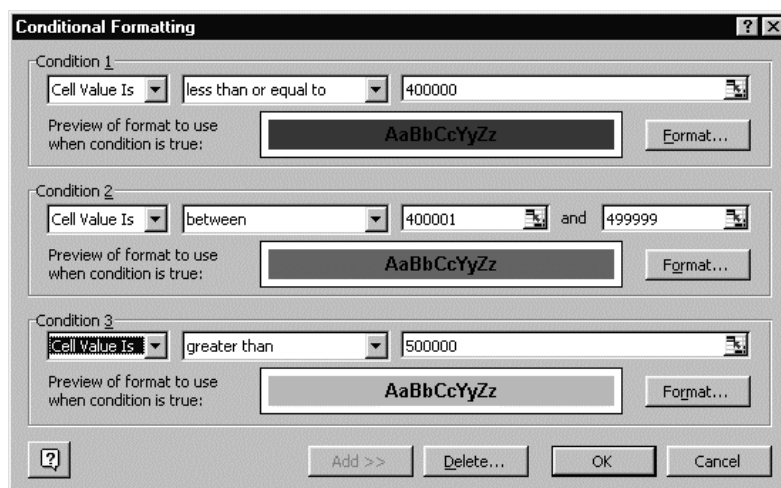 Conditional Formatting
Condition 1
Cell Value Is less than or equal to 400000
Preview of format to use
when condition is true:
AaBbCcYyZz
Format...
Condition 2
Cell Value Is between 400001 and 499999
Preview of format to use
when condition is true:
AaBbCcYyZz
Format...
Condition 3
Cell Value Is greater than 500000
Preview of format to use
when condition is true:
AaBbCcYyZz
Format...
Add >> Delete... OK Cancel